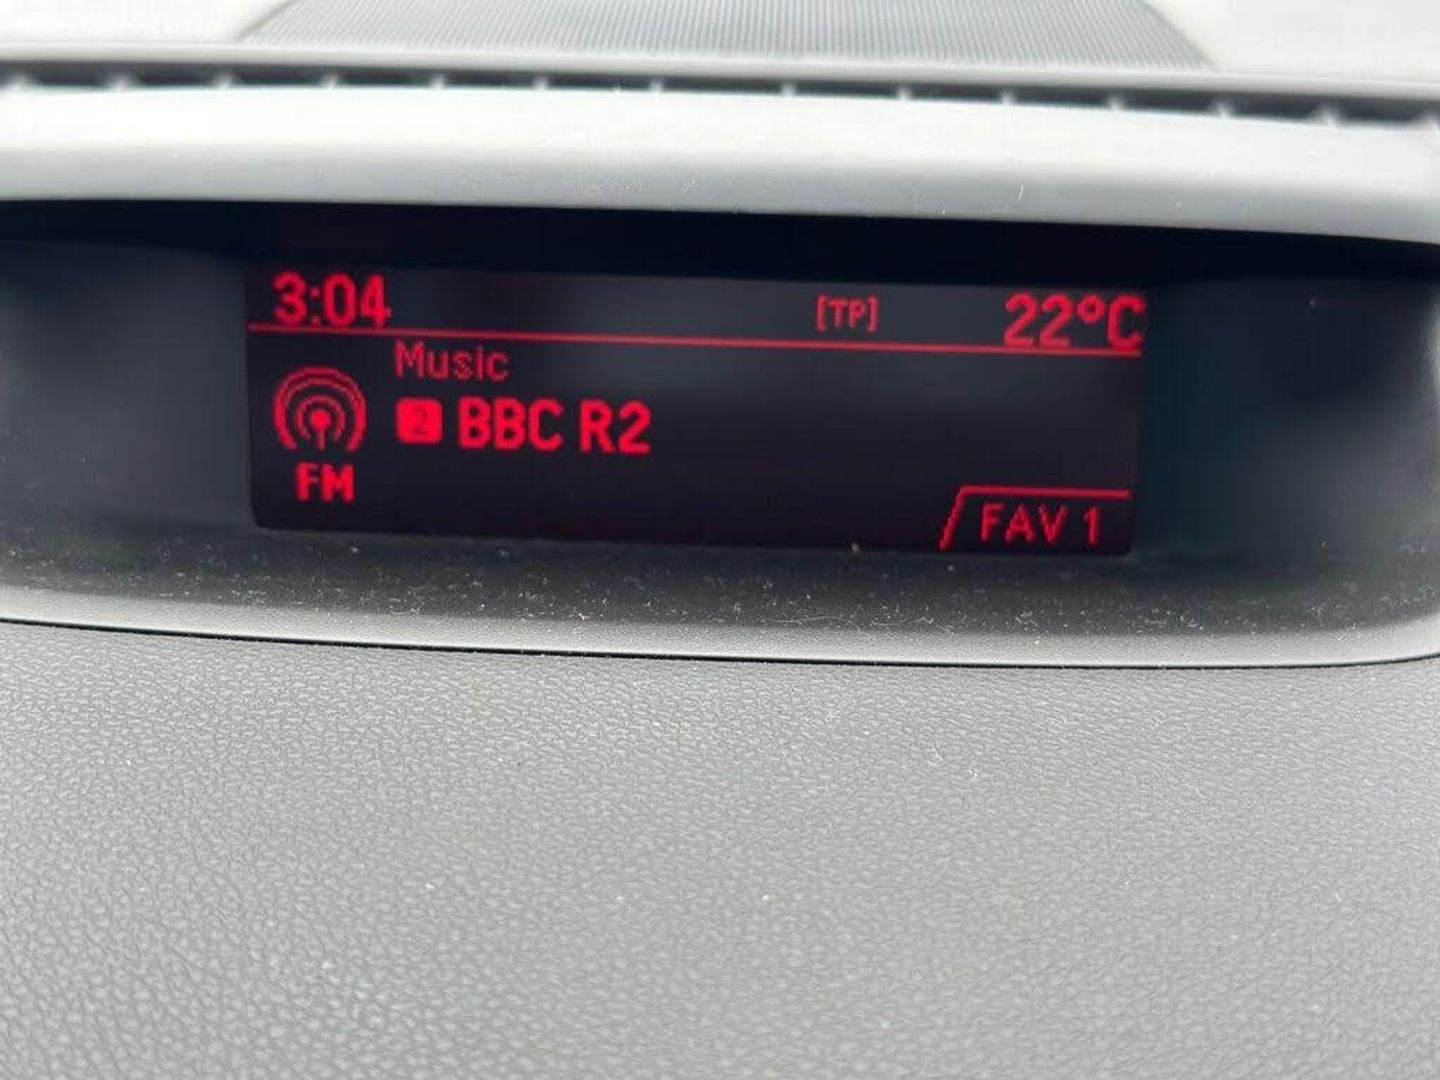 3:04 [TP] 22°C
Music
2 BBC R2
FM
FAV 1